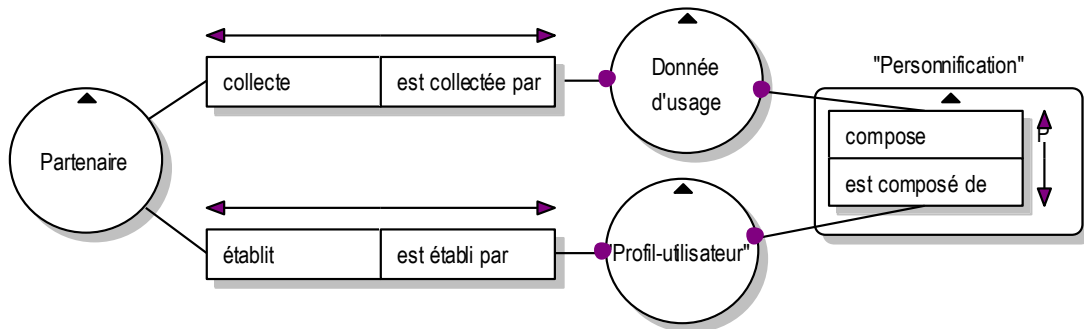 collecte
est collectée par
Donnée
d'usage
"Personnification"
Partenaire
compose
P
est composé de
établit
est établi par
"Profil-utilisateur"